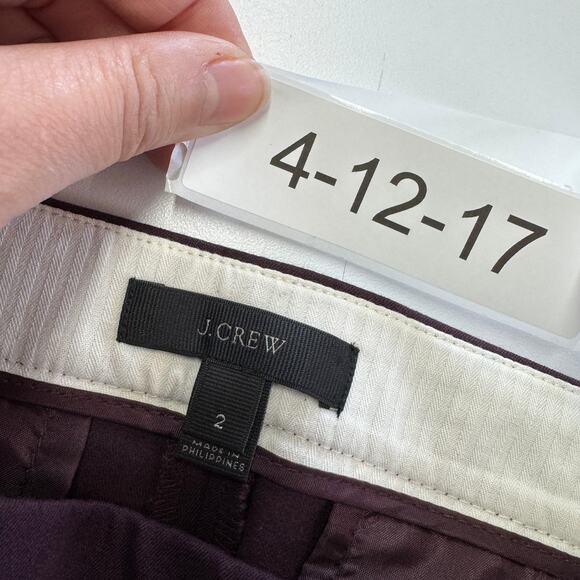 4-12-17
J.CREW
2
MADE IN
PHILIPPINES